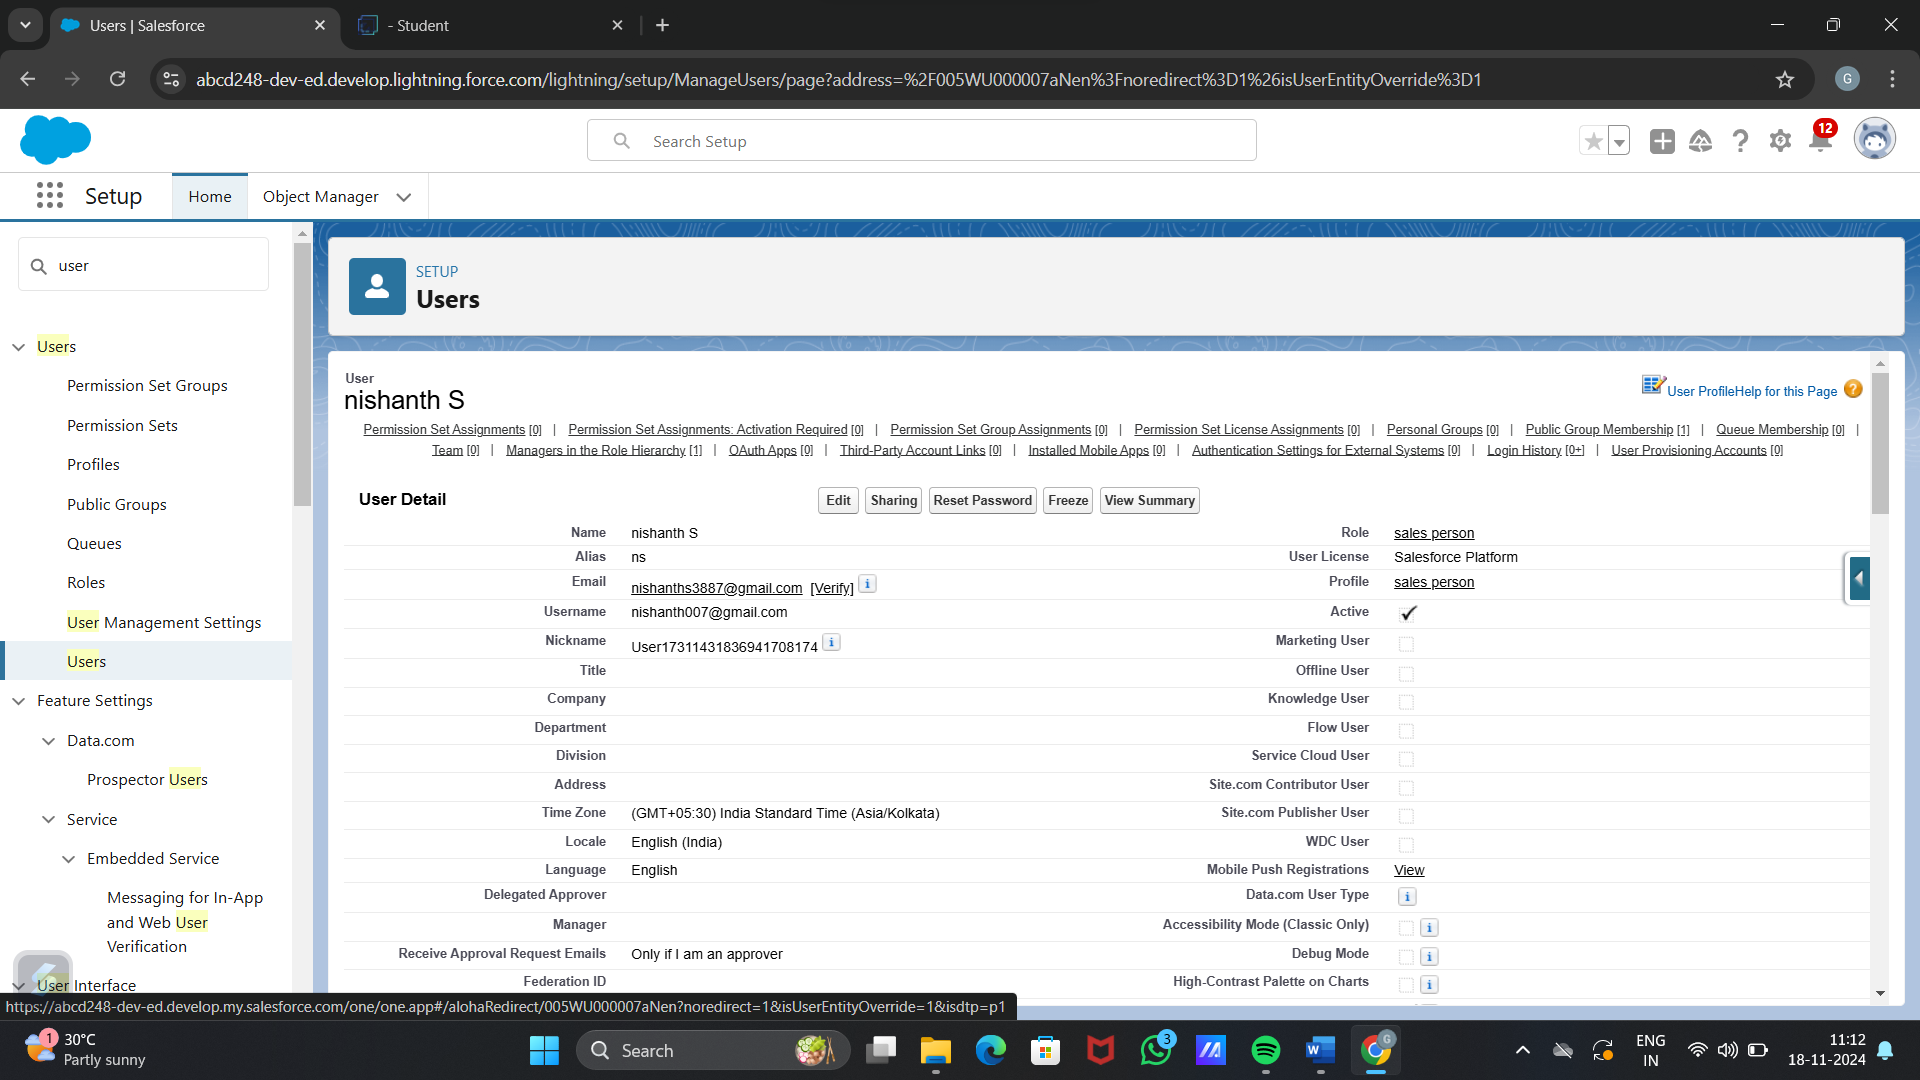 Users | Salesforce
- Student
abcd248-dev-ed.develop.lightning.force.com/lightning/setup/ManageUsers/page?address=%2F005WU000007aNen%3Fnoredirect%3D1%26isUserEntityOverride%3D1
G
Search Setup
12
Setup
Home
Object Manager
user
Users
Permission Set Groups
Permission Sets
Profiles
Public Groups
Queues
Roles
User Management Settings
Users
Feature Settings
Data.com
Prospector Users
Service
Embedded Service
Messaging for In-App
and Web User
Verification
User Interface
SETUP
Users
User
nishanth S
User Profile Help for this Page ?
Permission Set Assignments [0] | Permission Set Assignments: Activation Required [0] | Permission Set Group Assignments [0] | Permission Set License Assignments [0] | Personal Groups [0] | Public Group Membership [1] | Queue Membership [0] |
Team [0] | Managers in the Role Hierarchy [1] | OAuth Apps [0] | Third-Party Account Links [0] | Installed Mobile Apps [0] | Authentication Settings for External Systems [0] | Login History [0+] | User Provisioning Accounts [0]
User Detail
Edit Sharing Reset Password Freeze View Summary
Name nishanth S Role sales person
Alias ns User License Salesforce Platform
Email nishanths3887@gmail.com [Verify] i Profile sales person
Username nishanth007@gmail.com Active ✓
Nickname User17311431836941708174 i Marketing User
Title Offline User
Company Knowledge User
Department Flow User
Division Service Cloud User
Address Site.com Contributor User
Time Zone (GMT+05:30) India Standard Time (Asia/Kolkata) Site.com Publisher User
Locale English (India) WDC User
Language English Mobile Push Registrations View
Delegated Approver Data.com User Type i
Manager Accessibility Mode (Classic Only) i
Receive Approval Request Emails Only if I am an approver Debug Mode i
Federation ID High-Contrast Palette on Charts i
https://abcd248-dev-ed.develop.my.salesforce.com/one/one.app#/alohaRedirect/005WU000007aNen?noredirect=1&isUserEntityOverride=1&isdtp=p1
1
30°C
Partly sunny
Search
3
G
ENG
IN
11:12
18-11-2024